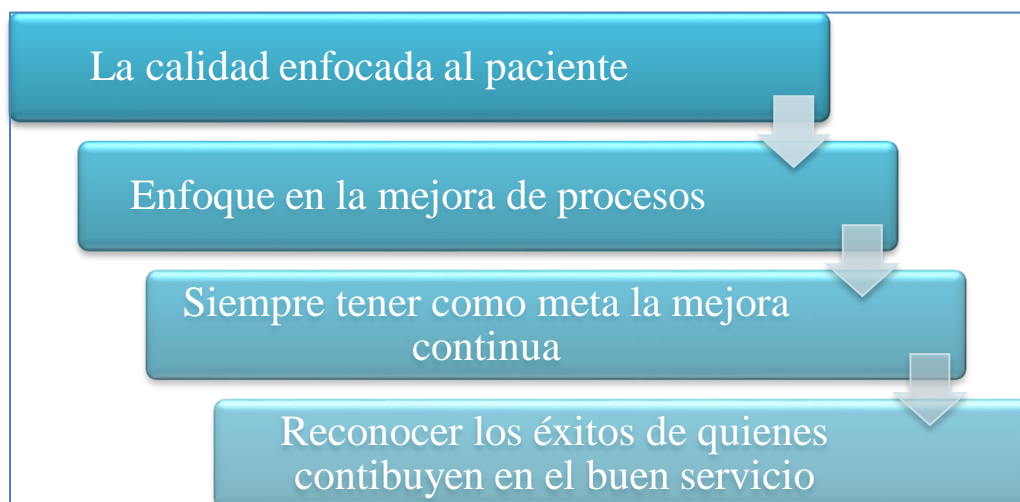 La calidad enfocada al paciente
Enfoque en la mejora de procesos
Siempre tener como meta la mejora
continua
Reconocer los éxitos de quienes
contibuyen en el buen servicio